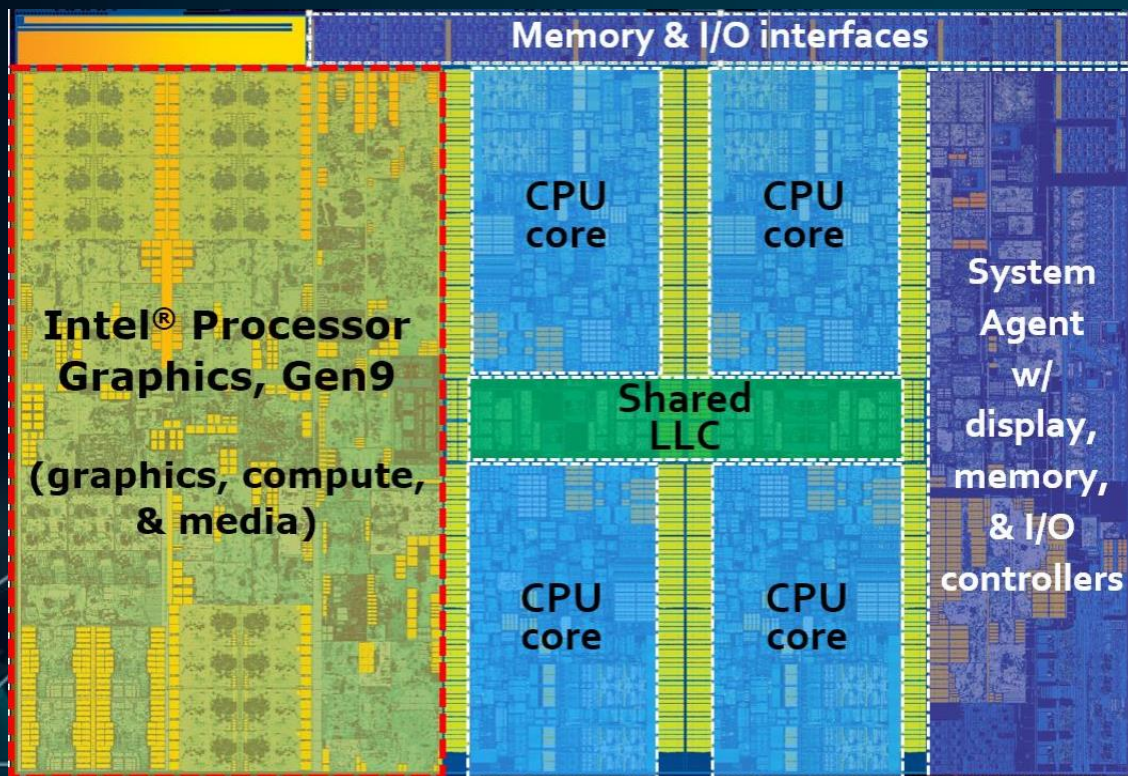 Memory & I/O interfaces
Intel® Processor
Graphics, Gen9
(graphics, compute,
& media)
CPU
core
CPU
core
Shared
LLC
CPU
core
CPU
core
System
Agent
w/
display,
memory,
& I/O
controllers